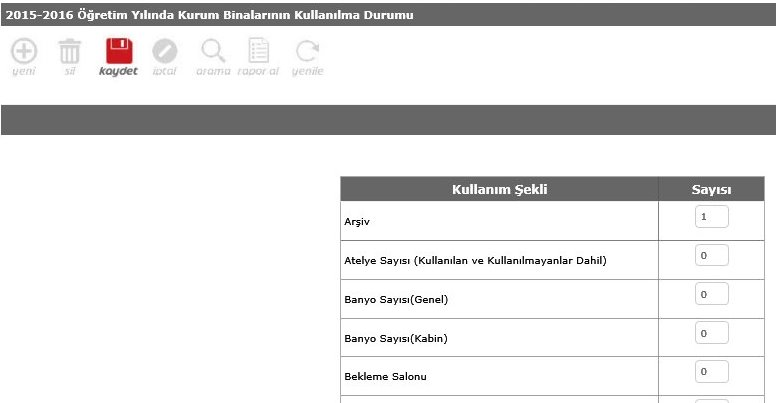 2015-2016 Öğretim Yılında Kurum Binalarının Kullanılma Durumu
yeni sil kaydet iptal arama rapor al yenile
Kullanım Şekli Sayısı
Arşiv 1
Atelye Sayısı (Kullanılan ve Kullanılmayanlar Dahil) 0
Banyo Sayısı(Genel) 0
Banyo Sayısı(Kabin) 0
Bekleme Salonu 0